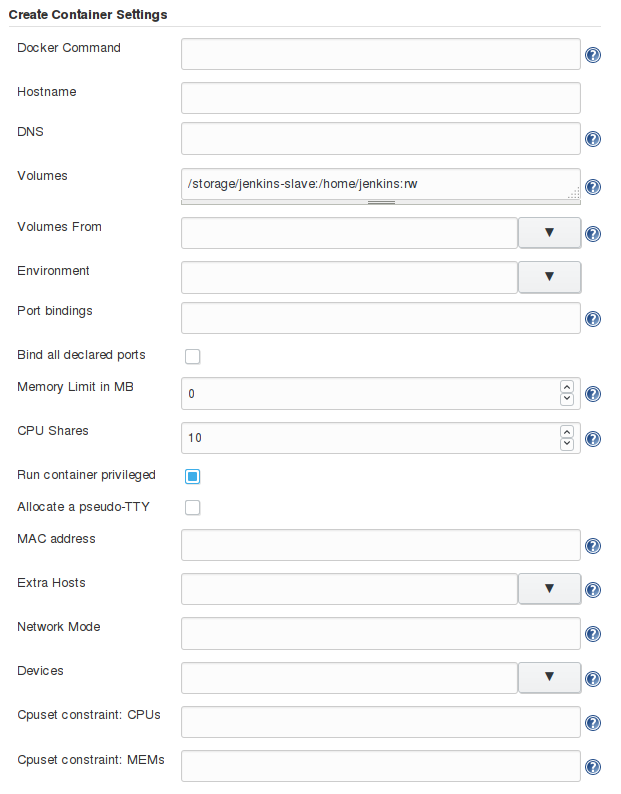 Create Container Settings
Docker Command
Hostname
DNS
Volumes
/storage/jenkins-slave:/home/jenkins:rw
Volumes From
Environment
Port bindings
Bind all declared ports
Memory Limit in MB
0
CPU Shares
10
Run container privileged
Allocate a pseudo-TTY
MAC address
Extra Hosts
Network Mode
Devices
Cpuset constraint: CPUs
Cpuset constraint: MEMs